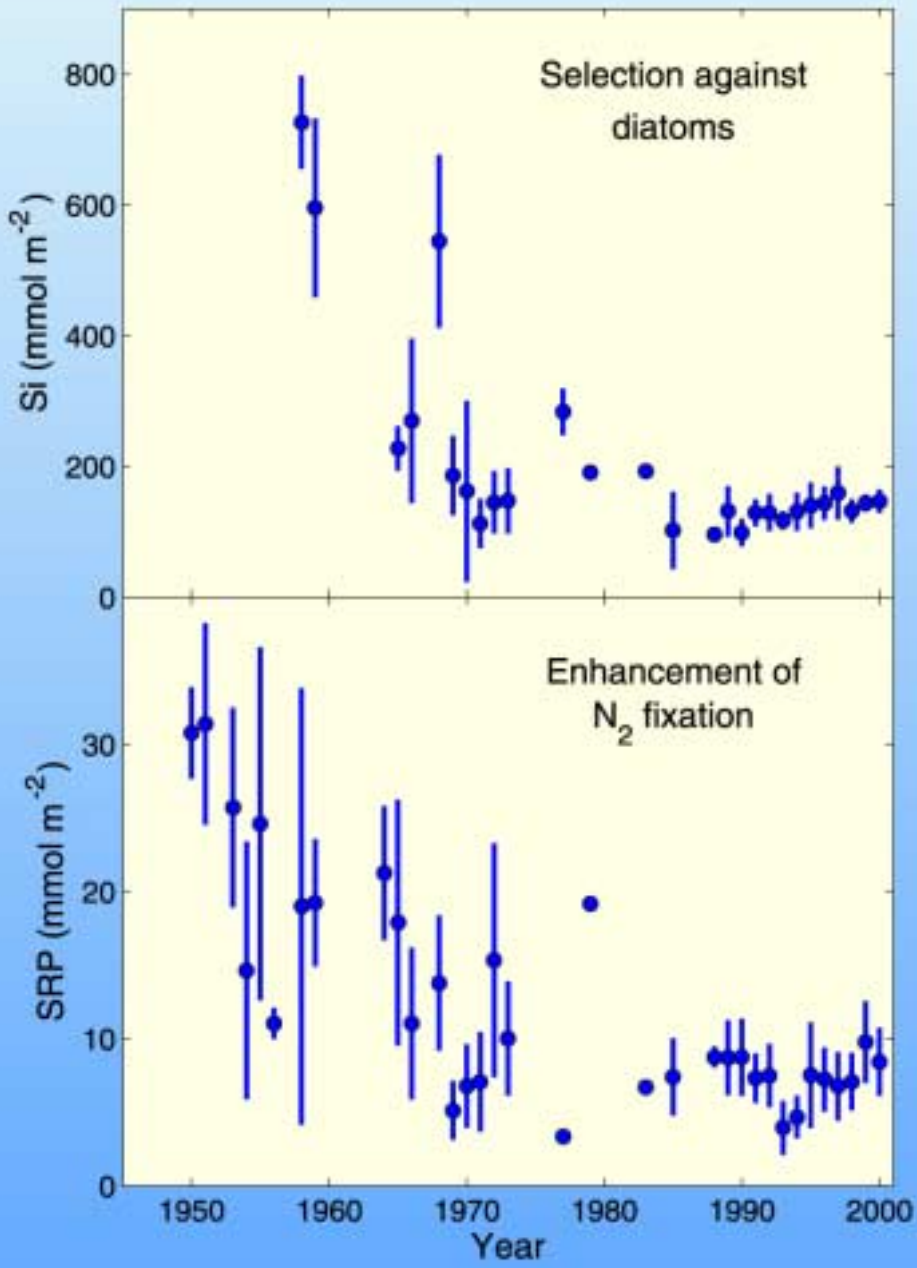 800
600
400
200
0
Si (mmol m⁻²)
Selection against
diatoms
30
20
10
0
SRP (mmol m⁻²)
Enhancement of
N₂ fixation
1950 1960 1970 1980 1990 2000
Year